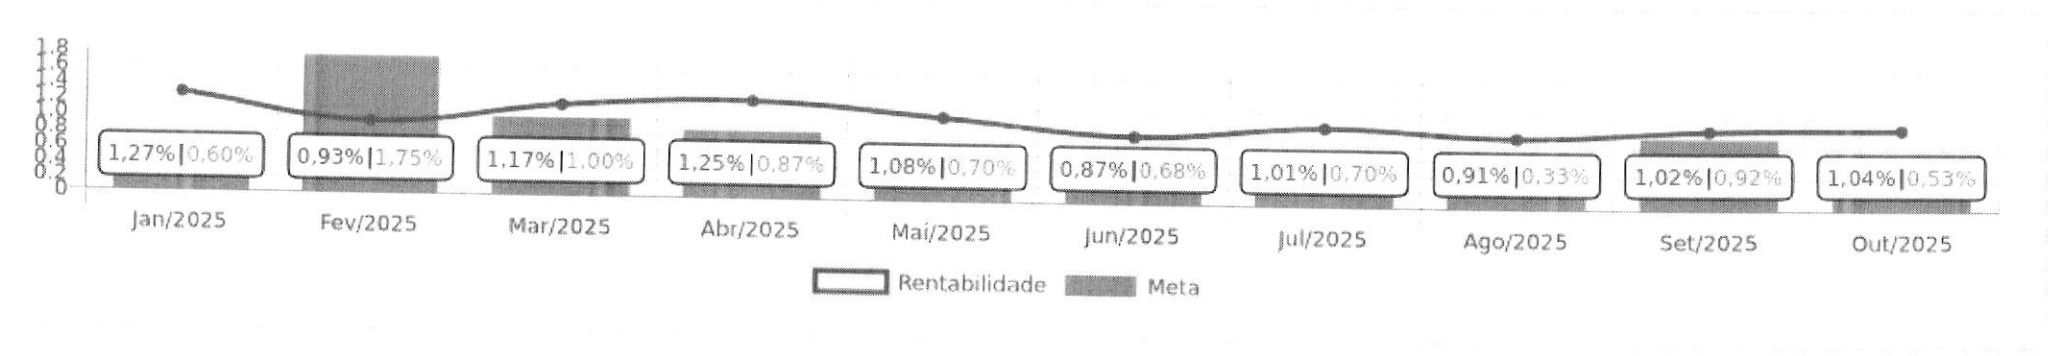 1.8
1.6
1.4
1.2
1.0
0.8
0.6
0.4
0.2
0
1,27%|0,60%
0,93%|1,75%
1,17%|1,00%
1,25%|0,87%
1,08%|0,70%
0,87%|0,68%
1,01%|0,70%
0,91%|0,33%
1,02%|0,92%
1,04%|0,53%
Jan/2025
Fev/2025
Mar/2025
Abr/2025
Mai/2025
Jun/2025
Jul/2025
Ago/2025
Set/2025
Out/2025
Rentabilidade
Meta